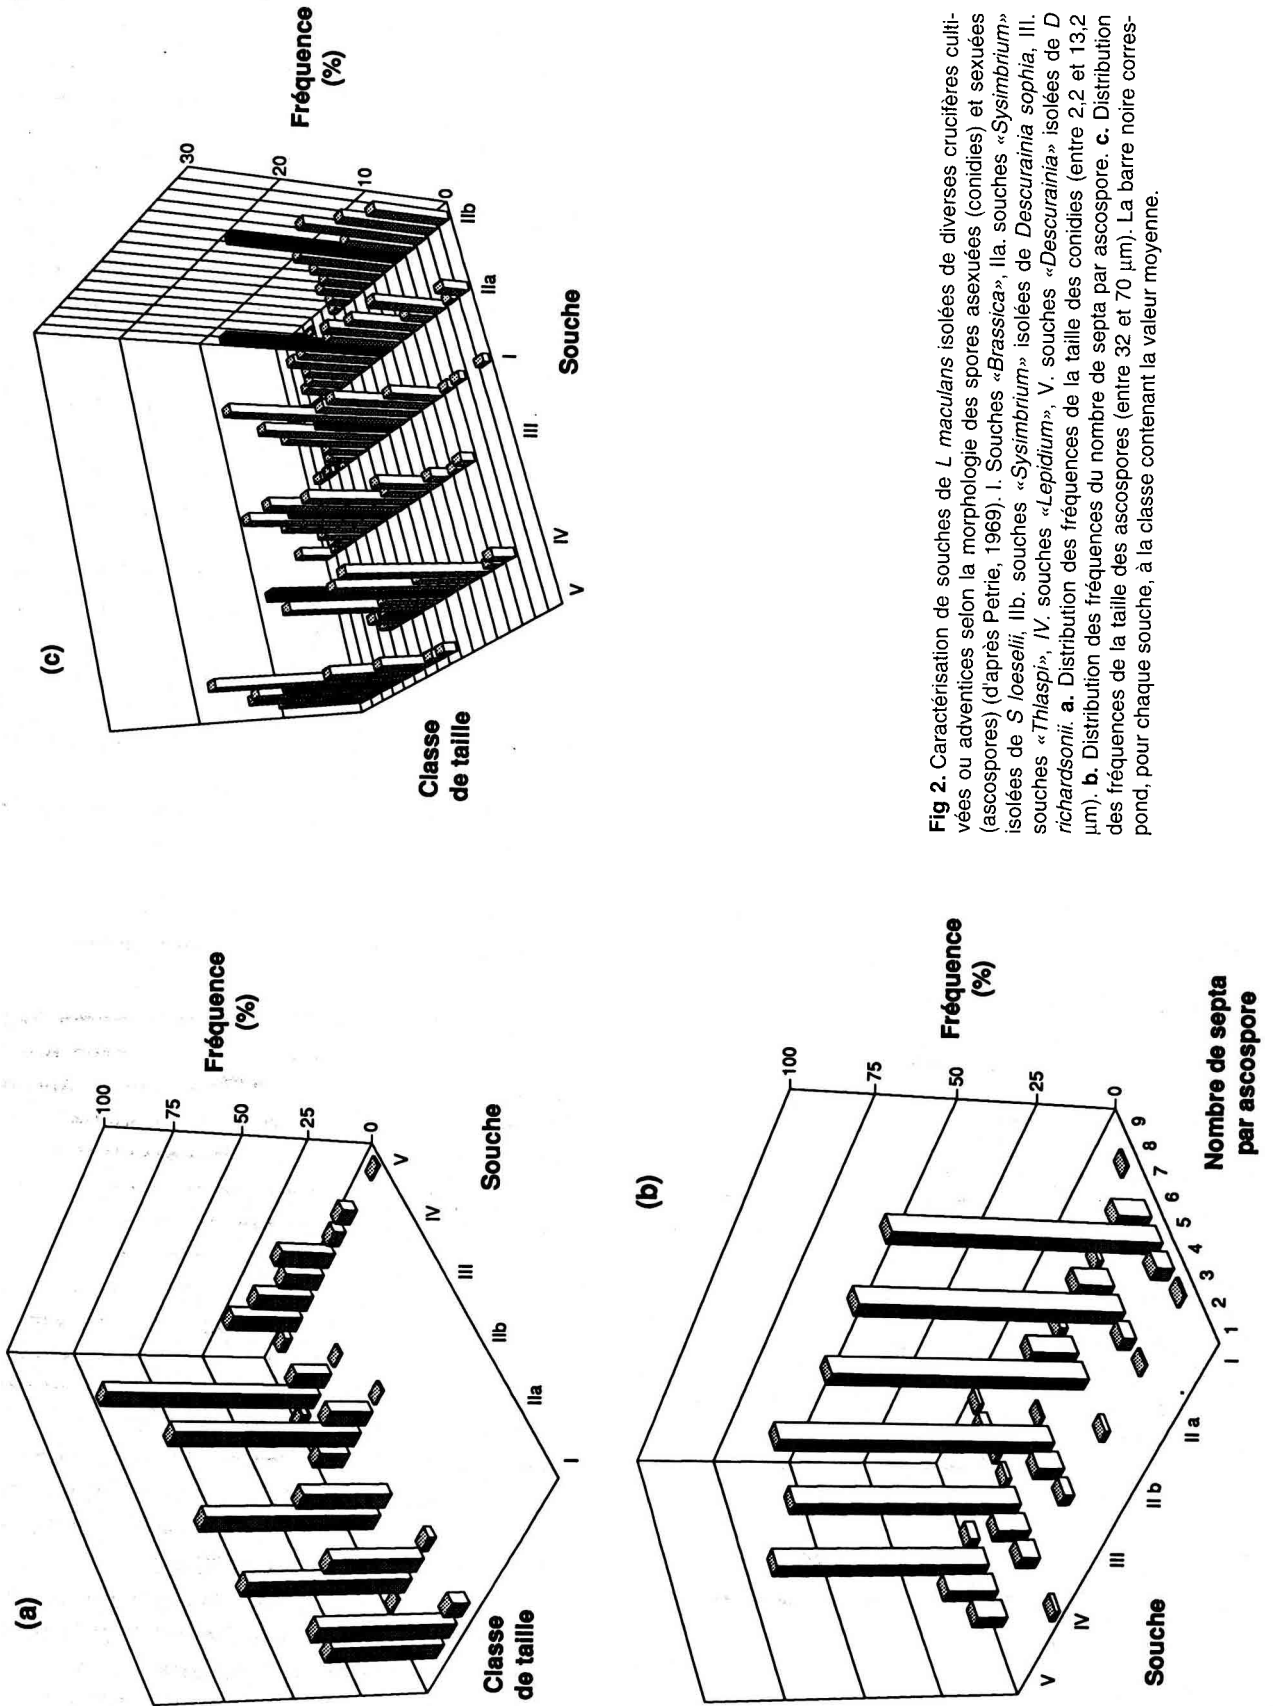 (a)
Fréquence
(%)
100
75
50
25
0
V
IV
III
IIb
IIa
I
Souche
Classe
de taille
(b)
Fréquence
(%)
100
75
50
25
0
9
8
7
6
5
4
3
2
1
Nombre de septa
par ascospore
I
II a
II b
III
IV
V
Souche
(c)
Fréquence
(%)
30
20
10
0
IIb
IIa
I
III
IV
V
Souche
Classe
de taille
Fig 2. Caractérisation de souches de L maculans isolées de diverses crucifères culti-
vées ou adventices selon la morphologie des spores asexuées (conidies) et sexuées
(ascospores) (d'après Petrie, 1969). I. Souches «Brassica», IIa. souches «Sysimbrium»
isolées de S loeselii, IIb. souches «Sysimbrium» isolées de Descurainia sophia, III.
souches «Thlaspi», IV. souches «Lepidium», V. souches «Descurainia» isolées de D
richardsonii. a. Distribution des fréquences de la taille des conidies (entre 2,2 et 13,2
µm). b. Distribution des fréquences du nombre de septa par ascospore. c. Distribution
des fréquences de la taille des ascospores (entre 32 et 70 µm). La barre noire corres-
pond, pour chaque souche, à la classe contenant la valeur moyenne.